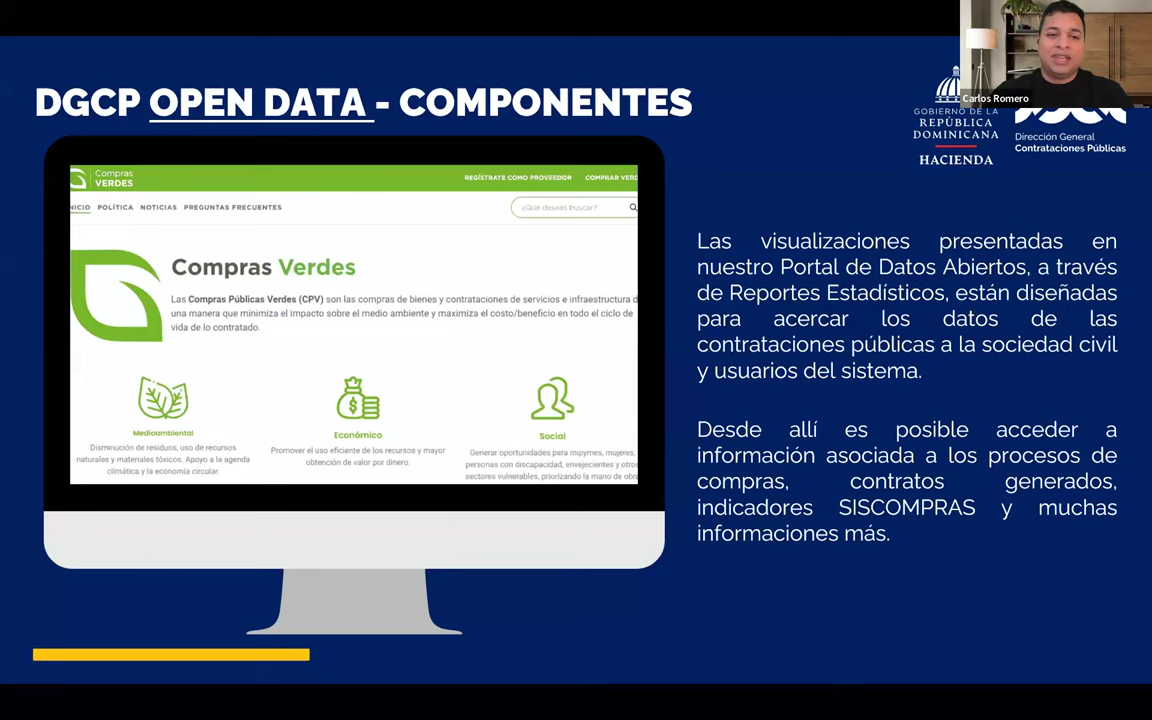 DGCP OPEN DATA - COMPONENTES
Carlos Romero
GOBIERNO DE LA
REPÚBLICA
DOMINICANA
HACIENDA
Dirección General
Contrataciones Públicas
Compras
VERDES
REGÍSTRATE COMO PROVEEDOR
COMPRAR VERD
NICIO
POLÍTICA
NOTICIAS
PREGUNTAS FRECUENTES
¿Qué deseas buscar?
Compras Verdes
Las Compras Públicas Verdes (CPV) son las compras de bienes y contrataciones de servicios e infraestructura d
una manera que minimiza el impacto sobre el medio ambiente y maximiza el costo/beneficio en todo el ciclo de
vida de lo contratado.
Medioambiental
Disminución de residuos, uso de recursos
naturales y materiales tóxicos. Apoyo a la agenda
climática y la economía circular.
Económico
Promover el uso eficiente de los recursos y mayor
obtención de valor por dinero.
Social
Generar oportunidades para mipymes, mujeres,
personas con discapacidad, envejecientes y otros
sectores vulnerables, priorizando la mano de obra
Las visualizaciones presentadas en
nuestro Portal de Datos Abiertos, a través
de Reportes Estadísticos, están diseñadas
para acercar los datos de las
contrataciones públicas a la sociedad civil
y usuarios del sistema.
Desde allí es posible acceder a
información asociada a los procesos de
compras, contratos generados,
indicadores SISCOMPRAS y muchas
informaciones más.